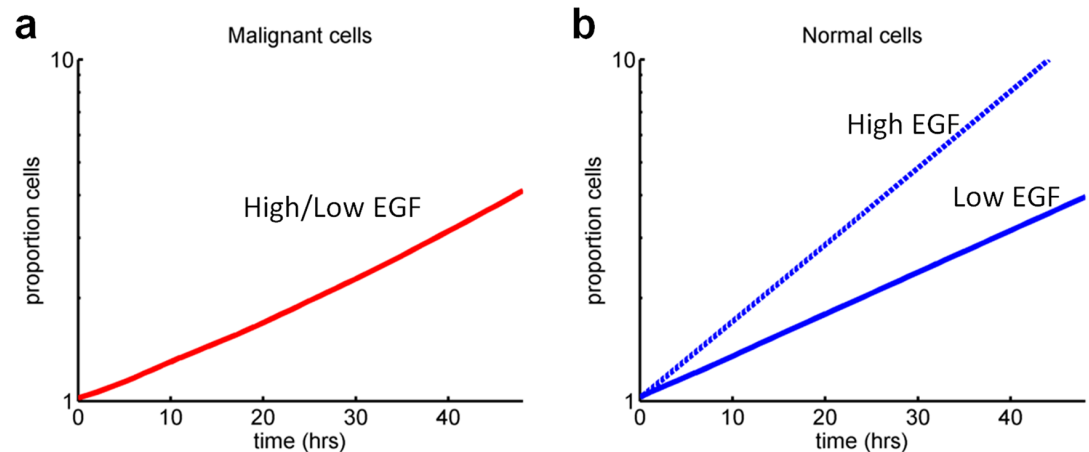 a
Malignant cells
10
proportion cells
High/Low EGF
1
0
10
20
30
40
time (hrs)
b
Normal cells
10
proportion cells
High EGF
Low EGF
1
0
10
20
30
40
time (hrs)